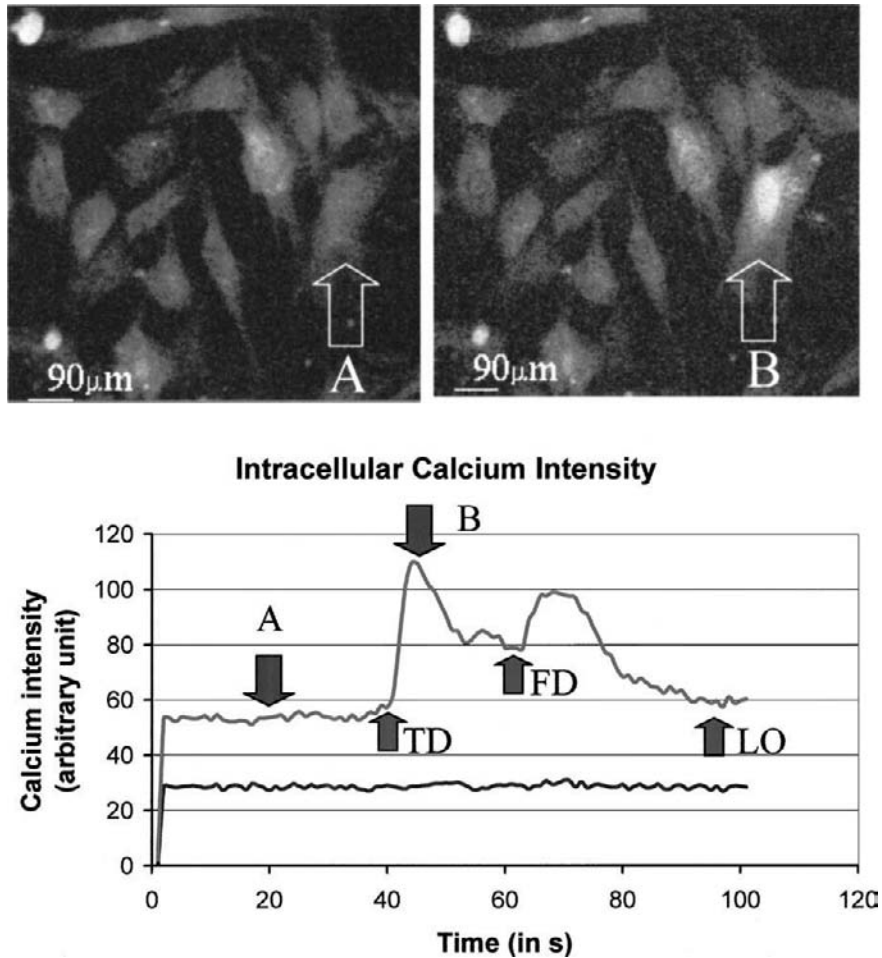 90μm
A
90μm
B
Intracellular Calcium Intensity
Calcium intensity
(arbitrary unit)
120
100
80
60
40
20
0
A
B
TD
FD
LO
0
20
40
60
80
100
120
Time (in s)